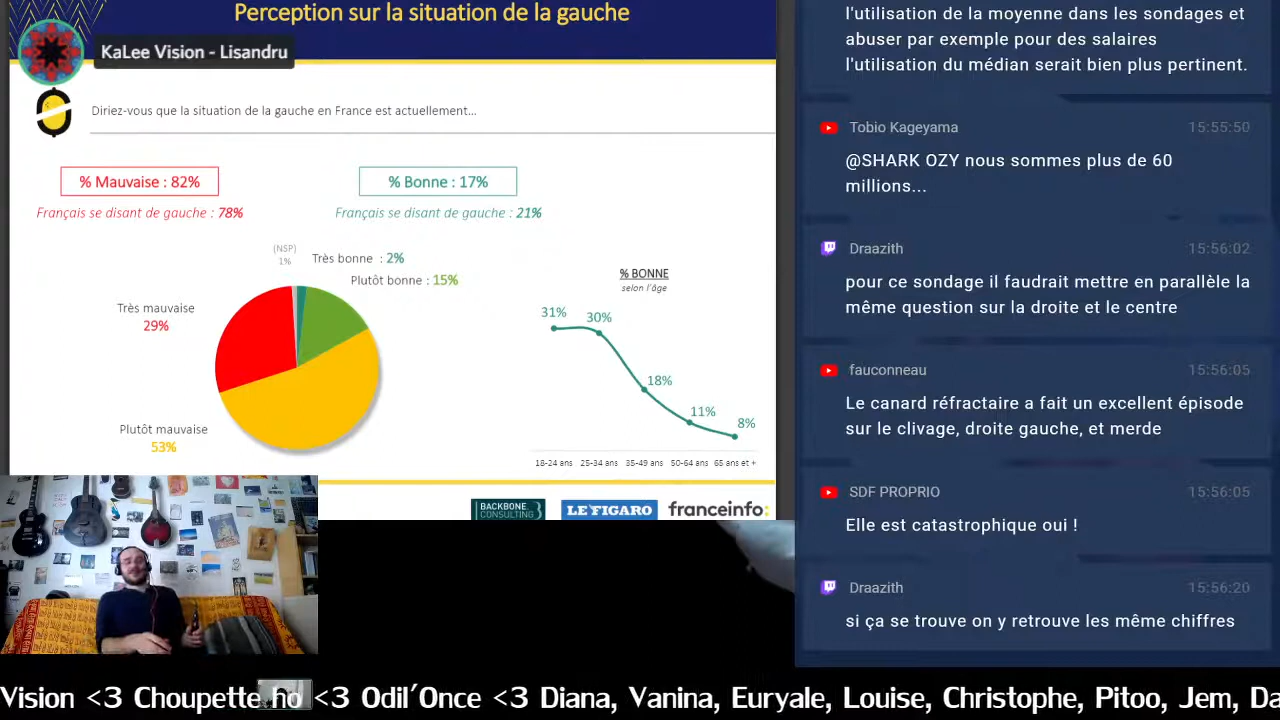 Perception sur la situation de la gauche
KaLee Vision - Lisandru
Diriez-vous que la situation de la gauche en France est actuellement...
% Mauvaise : 82%
% Bonne : 17%
Français se disant de gauche : 78%
Français se disant de gauche : 21%
(NSP)
1%
Très bonne : 2%
Plutôt bonne : 15%
Très mauvaise
29%
Plutôt mauvaise
53%
% BONNE
selon l'âge
31%
30%
18%
11%
8%
18-24 ans 25-34 ans 35-49 ans 50-64 ans 65 ans et +
BACKBONE.
CONSULTING
LE FIGARO
franceinfo:
l'utilisation de la moyenne dans les sondages et
abuser par exemple pour des salaires
l'utilisation du médian serait bien plus pertinent.
Tobio Kageyama 15:55:50
@SHARK OZY nous sommes plus de 60
millions...
Draazith 15:56:02
pour ce sondage il faudrait mettre en parallèle la
même question sur la droite et le centre
fauconneau 15:56:05
Le canard réfractaire a fait un excellent épisode
sur le clivage, droite gauche, et merde
SDF PROPRIO 15:56:05
Elle est catastrophique oui !
Draazith 15:56:20
si ça se trouve on y retrouve les même chiffres
Vision <3 Choupette ho <3 Odil'Once <3 Diana, Vanina, Euryale, Louise, Christophe, Pitoo, Jem, Da